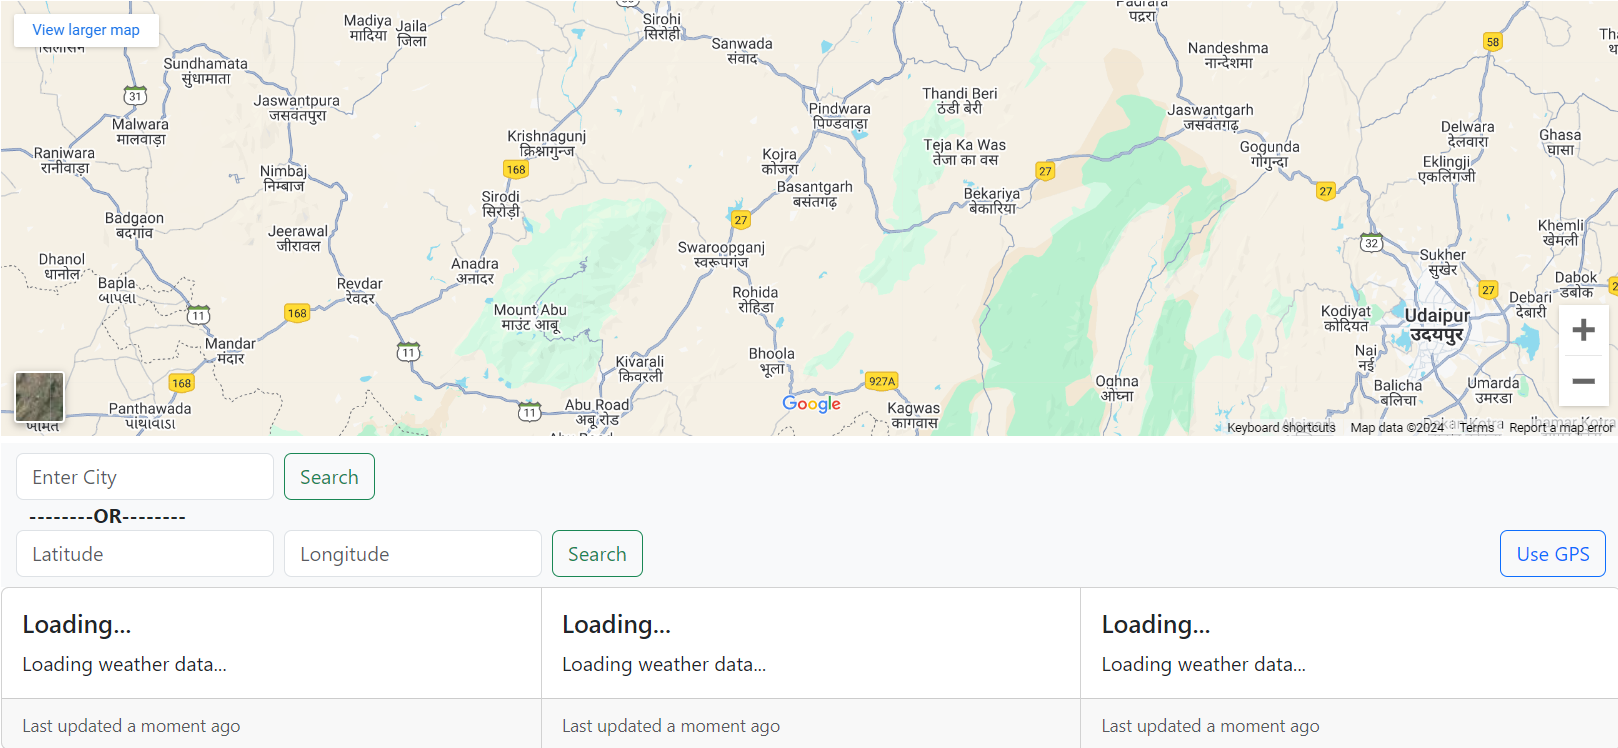 View larger map
Madiya
मादिया
Jaila
जिला
Sirohi
सिरोही
Sanwada
संवाद
पद्ररा
Nandeshma
नान्देशमा
58
Sundhamata
सुंधामाता
31
Jaswantpura
जसवंतपुरा
Malwara
मालवाड़ा
Raniwara
रानीवाड़ा
Krishnagunj
क्रिश्नागुन्ज
168
Pindwara
पिण्डवाड़ा
Thandi Beri
ठंडी बेरी
Jaswantgarh
जसवंतगढ़
Delwara
देलवारा
Ghasa
घासा
Teja Ka Was
तेजा का वस
Gogunda
गोगुन्दा
Eklingji
एकलिंगजी
Nimbaj
निम्बाज
Kojra
कोजरा
Basantgarh
बसंतगढ़
27
Bekariya
बेकारिया
27
Sirodi
सिरोड़ी
27
Badgaon
बदगांव
Jeerawal
जीरावल
Khemli
खेमली
32
Swaroopganj
स्वरूपगंज
Dhanol
धानोल
Anadra
अनादर
Sukher
सुखेर
Bapla
बापला
Revdar
रेवदर
Rohida
रोहिडा
Dabok
डबोक
27
Debari
देबारी
11
168
Mount Abu
माउंट आबू
Kodiyat
कोदियत
Udaipur
उदयपुर
Mandar
मंदार
11
Bhoola
भूला
Kivarali
किवरली
Nai
नई
168
927A
Oghna
ओघ्ना
Balicha
बलिचा
Umarda
उमरडा
Panthawada
पांथावाडा
11
Abu Road
अबू रोड
Google
Kagwas
कागवास
Keyboard shortcuts Map data ©2024 Terms Report a map error
Enter City Search
--------OR--------
Latitude Longitude Search Use GPS
Loading... Loading... Loading...
Loading weather data... Loading weather data... Loading weather data...
Last updated a moment ago Last updated a moment ago Last updated a moment ago